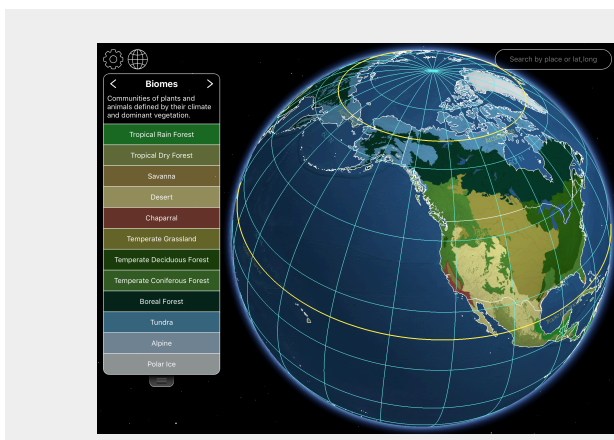 Search by place or lat,long
< Biomes >
Communities of plants and
animals defined by their climate
and dominant vegetation.
Tropical Rain Forest
Tropical Dry Forest
Savanna
Desert
Chaparral
Temperate Grassland
Temperate Deciduous Forest
Temperate Coniferous Forest
Boreal Forest
Tundra
Alpine
Polar Ice